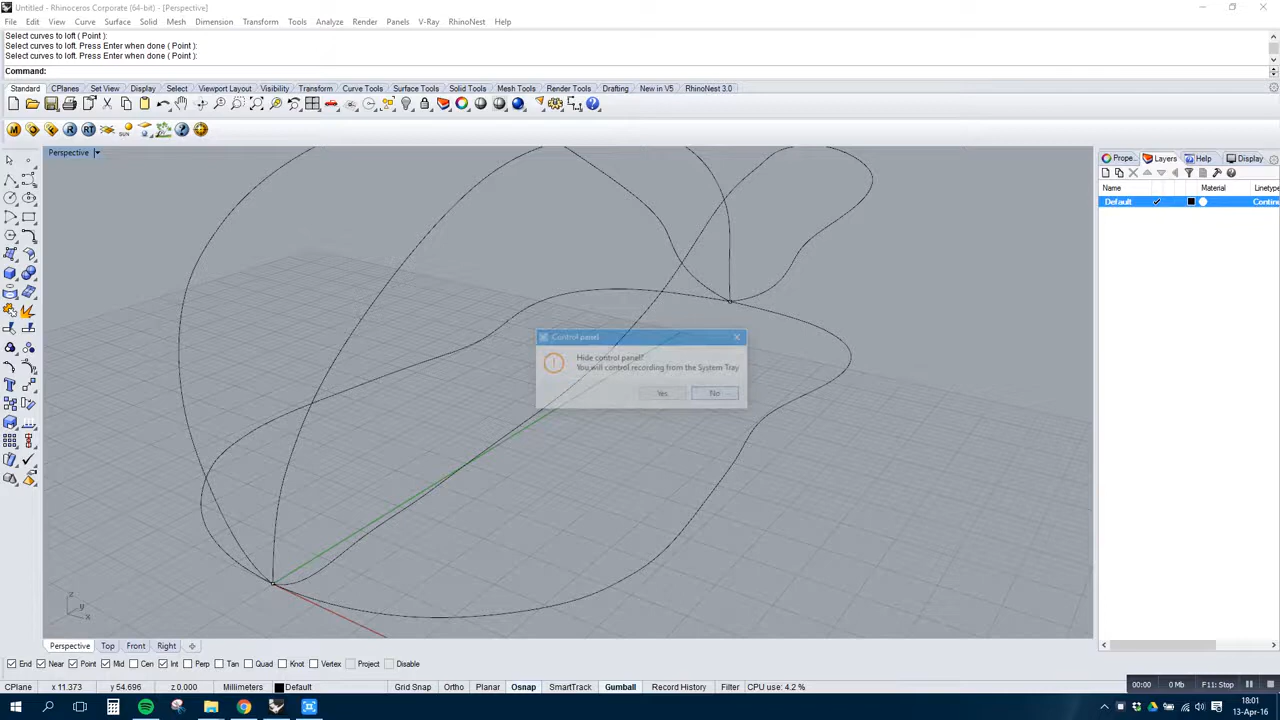 Untitled - Rhinoceros Corporate (64-bit) - [Perspective]
File Edit View Curve Surface Solid Mesh Dimension Transform Tools Analyze Render Panels V-Ray RhinoNest Help
Select curves to loft ( Point ):
Select curves to loft. Press Enter when done ( Point ):
Select curves to loft. Press Enter when done ( Point ):
Command:
Standard CPlanes Set View Display Select Viewport Layout Visibility Transform Curve Tools Surface Tools Solid Tools Mesh Tools Render Tools Drafting New in V5 RhinoNest 3.0
Perspective
Prope... Layers Help Display
Name Material Linetype
Default Contin
Control panel
Hide control panel?
You will control recording from the System Tray
Yes No
z
y
x
Perspective Top Front Right
End Near Point Mid Cen Int Perp Tan Quad Knot Vertex Project Disable
CPlane x 11.373 y 54.696 z 0.000 Millimeters Default Grid Snap Ortho Planar Osnap SmartTrack Gumball Record History Filter CPU use: 4.2 % 00:00 0 Mb F11: Stop
18:01
13-Apr-16